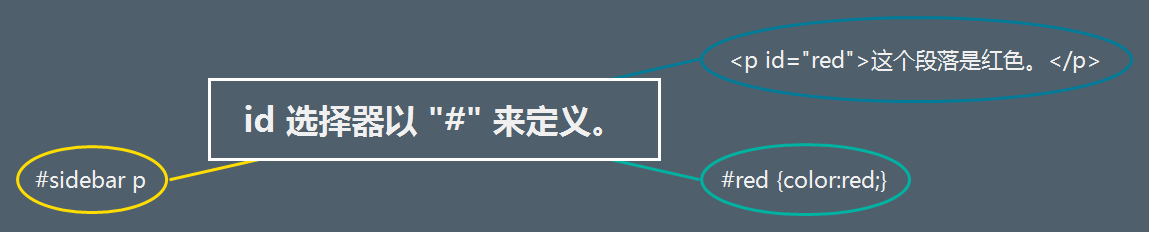 <p id="red">这个段落是红色。</p>
id 选择器以 "#" 来定义。
#sidebar p
#red {color:red;}